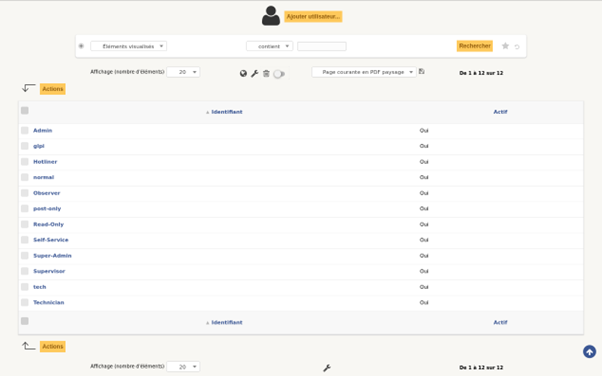 Ajouter utilisateur...
Éléments visualisés contient Rechercher
Affichage (nombre d'éléments) 20 Page courante en PDF paysage De 1 à 12 sur 12
Actions
Identifiant Actif
Admin Oui
glpi Oui
Hotliner Oui
normal Oui
Observer Oui
post-only Oui
Read-Only Oui
Self-Service Oui
Super-Admin Oui
Supervisor Oui
tech Oui
Technician Oui
Identifiant Actif
Actions
Affichage (nombre d'éléments) 20 De 1 à 12 sur 12